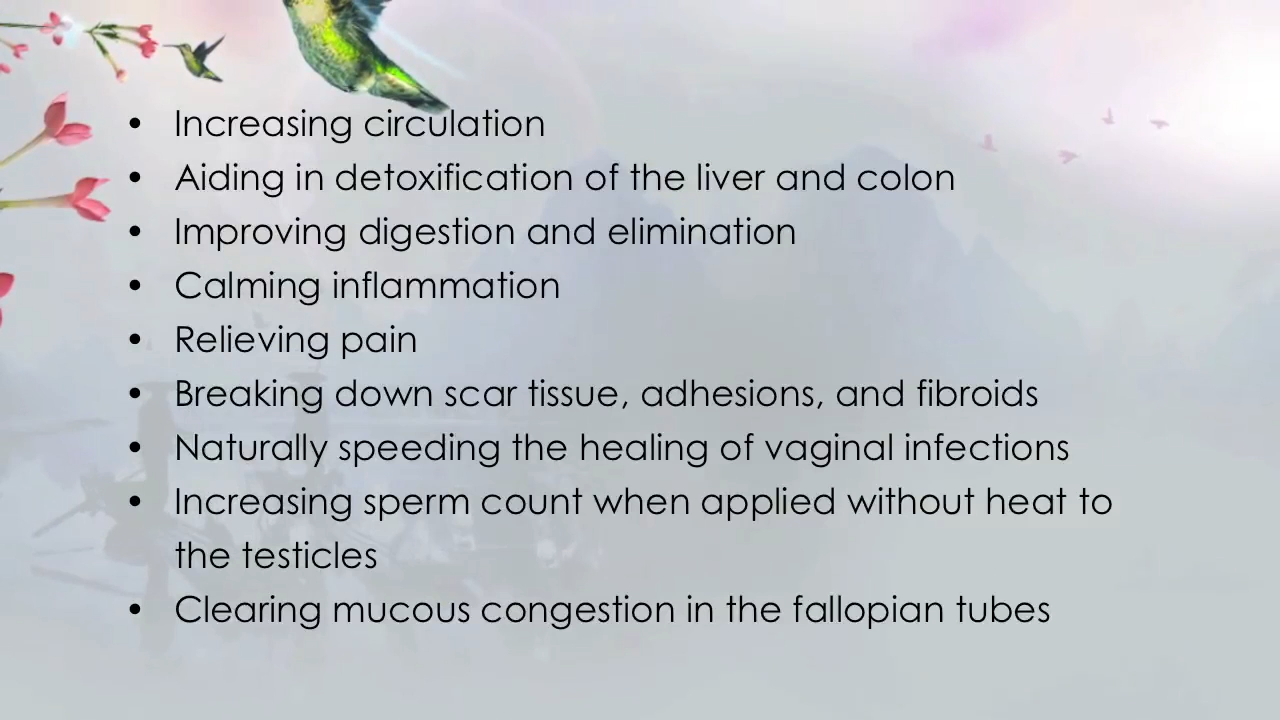 • Increasing circulation
• Aiding in detoxification of the liver and colon
• Improving digestion and elimination
• Calming inflammation
• Relieving pain
• Breaking down scar tissue, adhesions, and fibroids
• Naturally speeding the healing of vaginal infections
• Increasing sperm count when applied without heat to
the testicles
• Clearing mucous congestion in the fallopian tubes